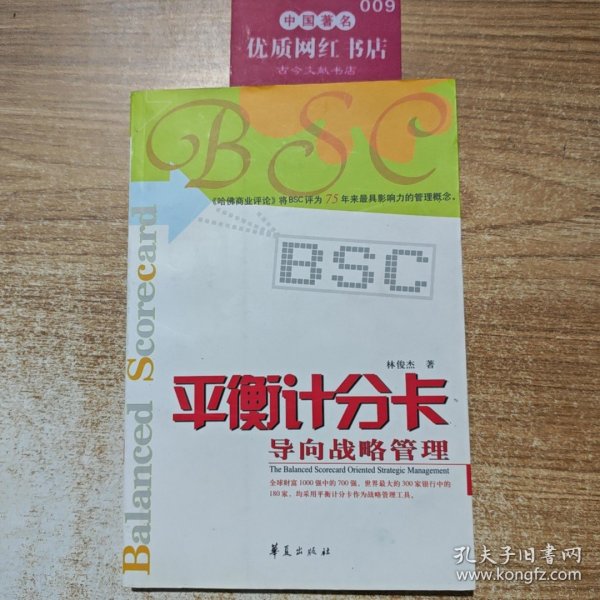 009
中国著名
优质网红书店
古今文献书店
BSC
《哈佛商业评论》将BSC评为75年来最具影响力的管理概念。
BSC
Balanced Scorecard
林俊杰 著
平衡计分卡
导向战略管理
The Balanced Scorecard Oriented Strategic Management
全球财富1000强中的700强、世界最大的300家银行中的
180家，均采用平衡计分卡作为战略管理工具。
华夏出版社
孔夫子旧书网
www.kongfz.com